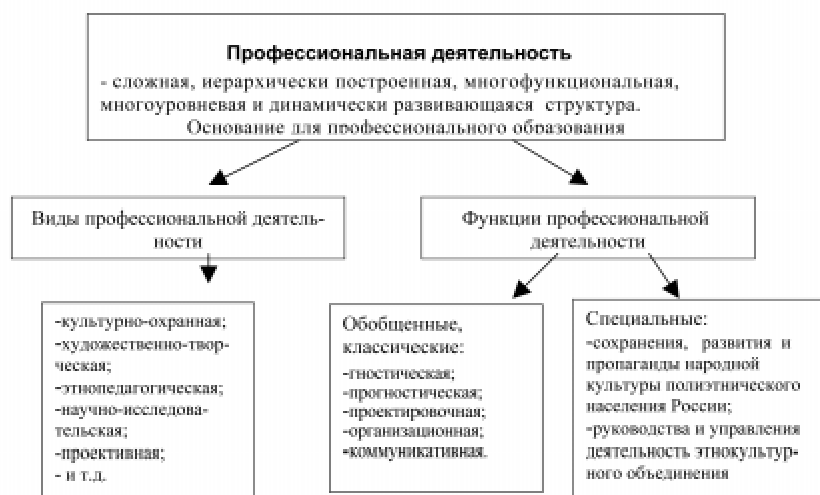 Профессиональная деятельность
- сложная, иерархически построенная, многофункциональная,
многоуровневая и динамически развивающаяся структура.
Основание для профессионального образования
Виды профессиональной деятель-
ности
Функции профессиональной
деятельности
-культурно-охранная;
-художественно-твор-
ческая;
-этнопедагогическая;
-научно-исследова-
тельская;
-проективная;
- и т.д.
Обобщенные,
классические:
-гностическая;
-прогностическая;
-проектировочная;
-организационная;
-коммуникативная.
Специальные:
-сохранения, развития и
пропаганды народной
культуры полиэтнического
населения России;
-руководства и управления
деятельность этнокультур-
ного объединения